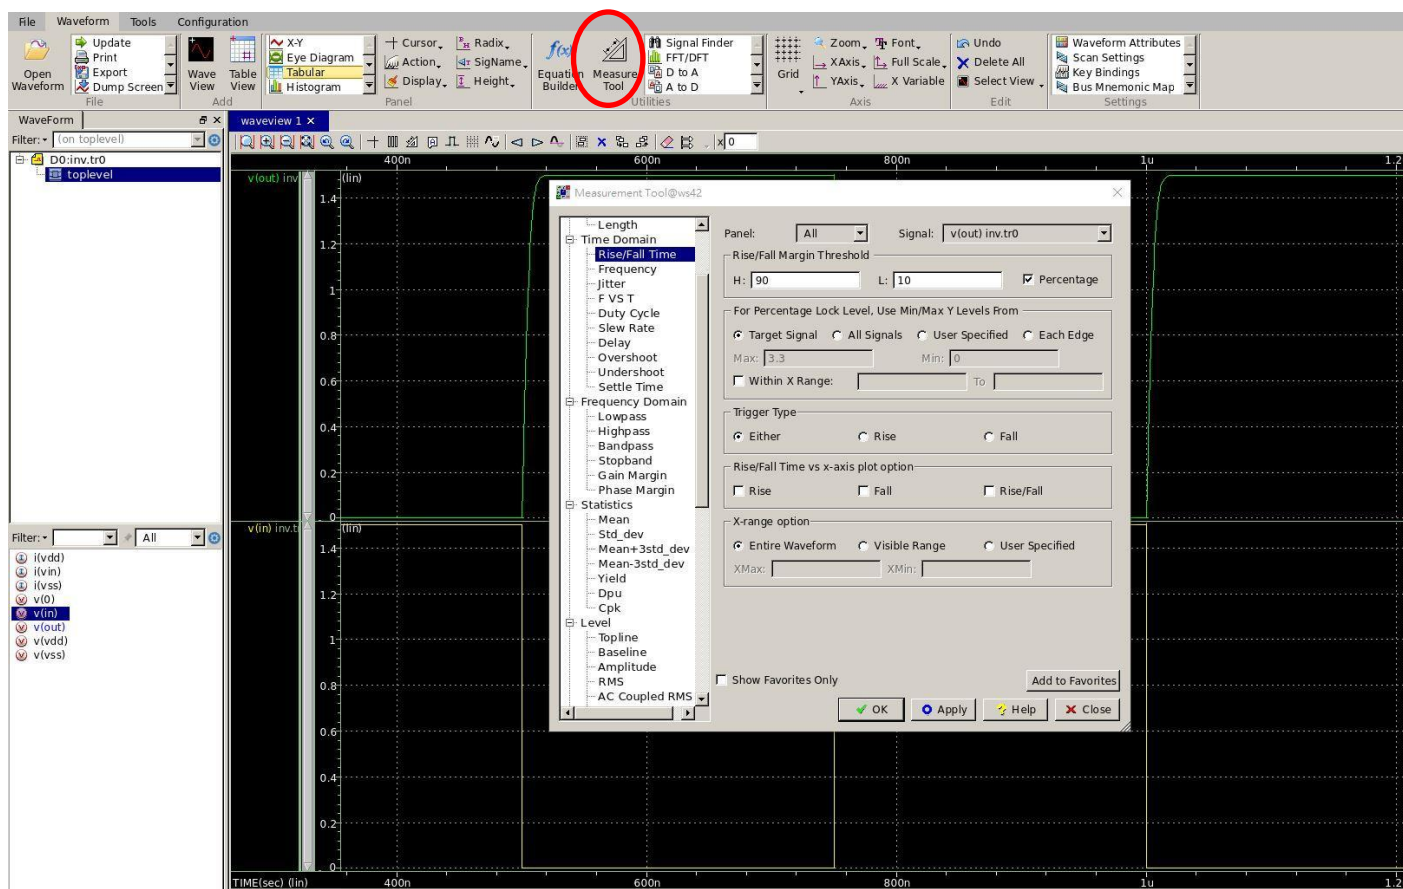 File Waveform Tools Configuration
Open Waveform
Update
Print
Export
Dump Screen
File
Wave View
Table View
Add
X-Y
Eye Diagram
Tabular
Histogram
Cursor
Action
Display
Radix
SigName
Height
Panel
f(x)
Equation Builder
Measure Tool
Signal Finder
FFT/DFT
D to A
A to D
Utilities
Grid
Zoom
XAxis
YAxis
Font
Full Scale
X Variable
Axis
Undo
Delete All
Select View
Edit
Waveform Attributes
Scan Settings
Key Bindings
Bus Mnemonic Map
Settings
WaveForm
Filter: (on toplevel)
D0:inv.tr0
toplevel
waveview 1
x 0
400n 600n 800n 1u 1.2
v(out) inv
(lin)
1.4
1.2
1
0.8
0.6
0.4
0.2
0
Measurement Tool@ws42
Length
Time Domain
Rise/Fall Time
Frequency
Jitter
F VS T
Duty Cycle
Slew Rate
Delay
Overshoot
Undershoot
Settle Time
Frequency Domain
Lowpass
Highpass
Bandpass
Stopband
Gain Margin
Phase Margin
Statistics
Mean
Std_dev
Mean+3std_dev
Mean-3std_dev
Yield
Dpu
Cpk
Level
Topline
Baseline
Amplitude
RMS
AC Coupled RMS
Panel: All Signal: v(out) inv.tr0
Rise/Fall Margin Threshold
H: 90 L: 10 Percentage
For Percentage Lock Level, Use Min/Max Y Levels From
Target Signal All Signals User Specified Each Edge
Max: 3.3 Min: 0
Within X Range: To
Trigger Type
Either Rise Fall
Rise/Fall Time vs x-axis plot option
Rise Fall Rise/Fall
X-range option
Entire Waveform Visible Range User Specified
XMax: XMin:
Show Favorites Only Add to Favorites
OK Apply Help Close
Filter: All
i(vdd)
i(vin)
i(vss)
v(0)
v(in)
v(out)
v(vdd)
v(vss)
v(in) inv.t
(lin)
1.4
1.2
1
0.8
0.6
0.4
0.2
0
TIME(sec) (lin) 400n 600n 800n 1u 1.2